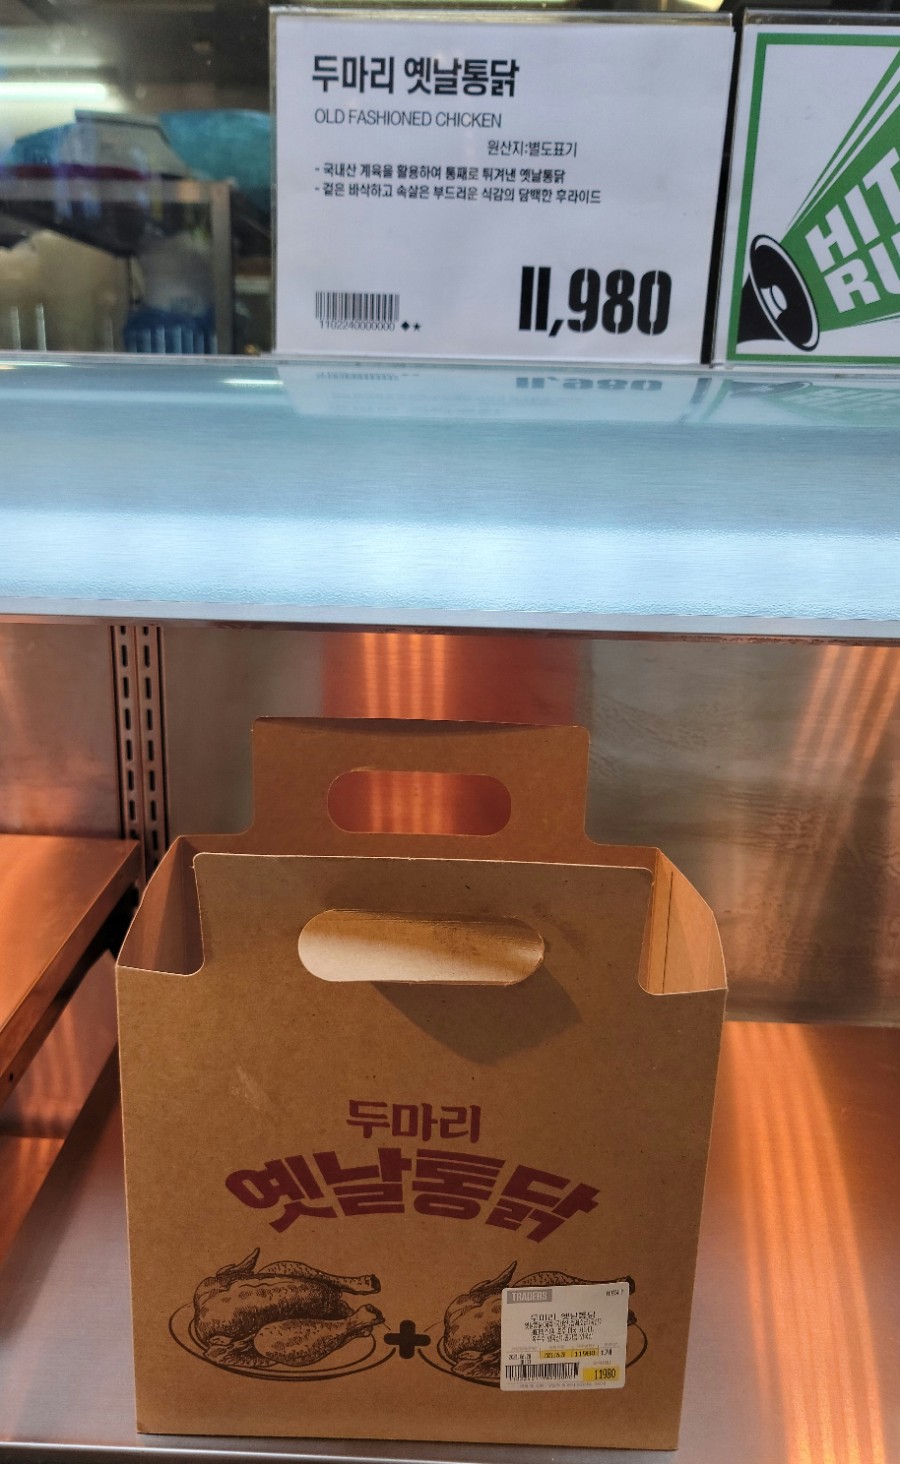 두마리 옛날통닭
OLD FASHIONED CHICKEN
원산지:별도표기
- 국내산 계육을 활용하여 통째로 튀겨낸 옛날통닭
- 겉은 바삭하고 속살은 부드러운 식감의 담백한 후라이드
11,980
1102240000000 ♠★
HIT
RU
두마리
옛날통닭
TRADERS
두마리 옛날통닭
11980
11980